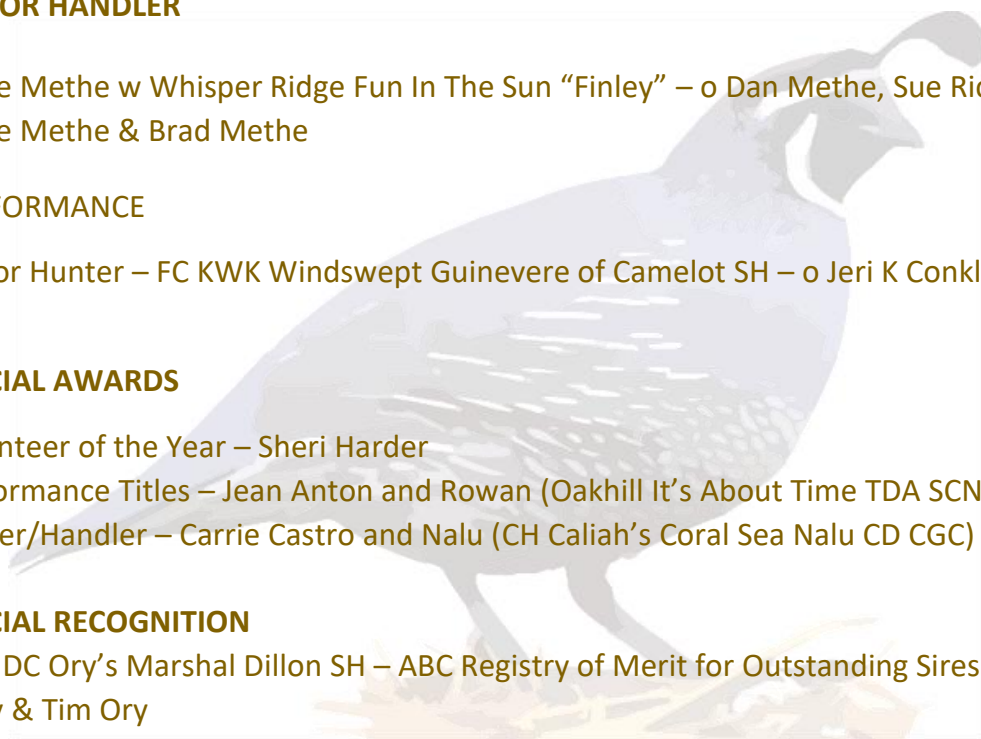 OR HANDLER
e Methe w Whisper Ridge Fun In The Sun “Finley” – o Dan Methe, Sue Ric
e Methe & Brad Methe
FORMANCE
or Hunter – FC KWK Windswept Guinevere of Camelot SH – o Jeri K Conkl
CIAL AWARDS
nteer of the Year – Sheri Harder
ormance Titles – Jean Anton and Rowan (Oakhill It’s About Time TDA SCN
er/Handler – Carrie Castro and Nalu (CH Caliah’s Coral Sea Nalu CD CGC)
CIAL RECOGNITION
DC Ory’s Marshal Dillon SH – ABC Registry of Merit for Outstanding Sires
y & Tim Ory